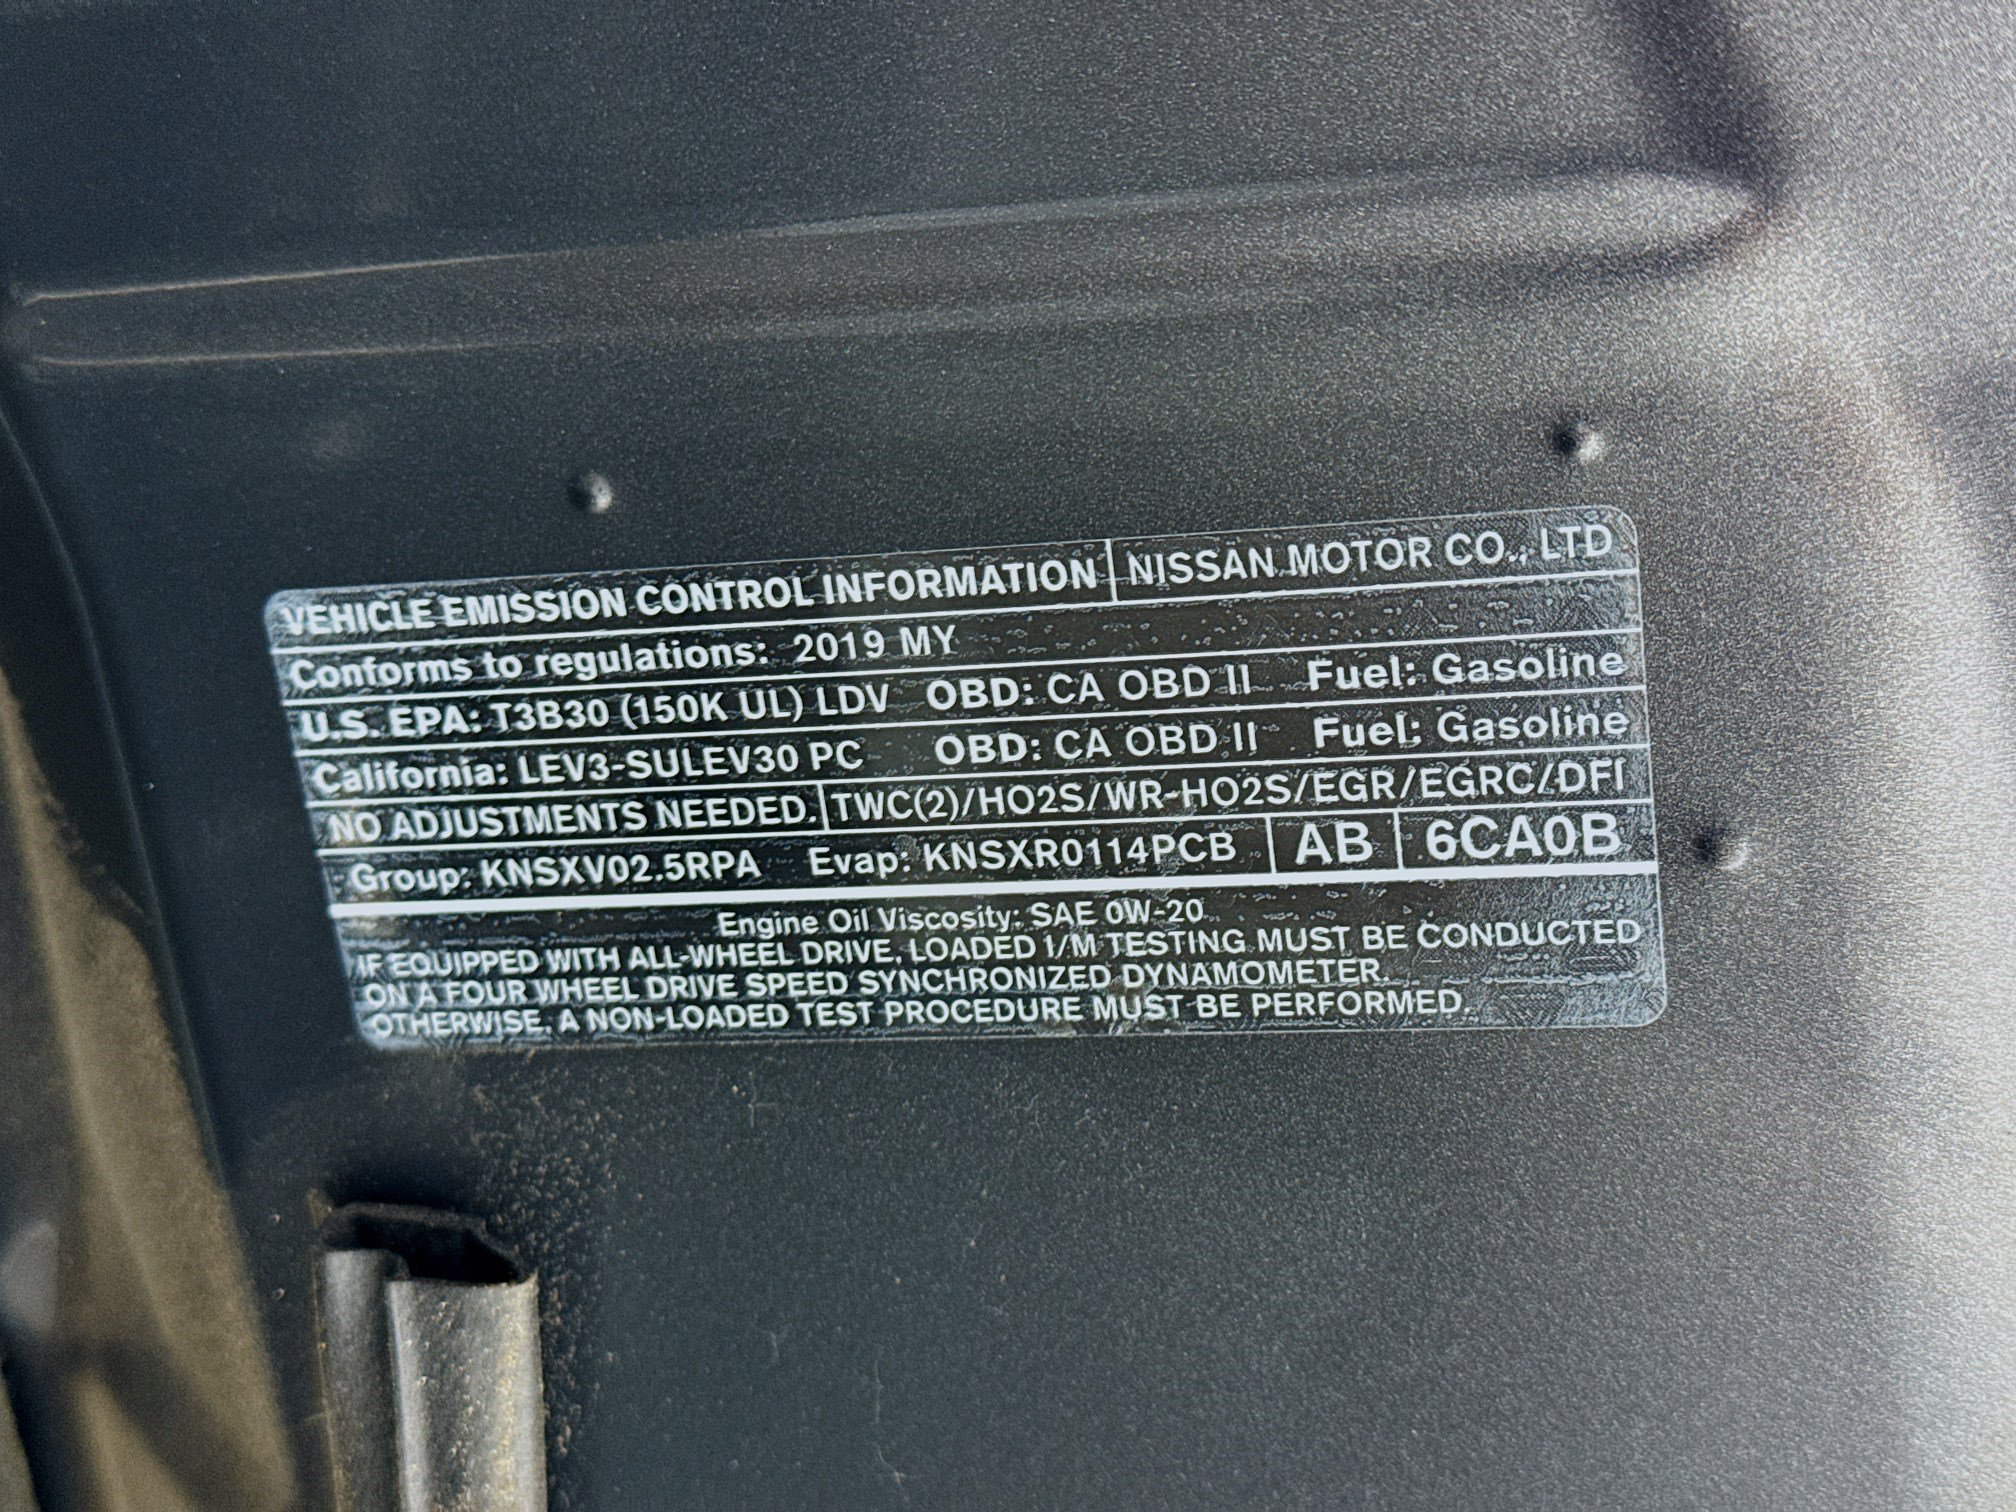 VEHICLE EMISSION CONTROL INFORMATION NISSAN MOTOR CO., LTD
Conforms to regulations: 2019 MY
U.S. EPA: T3B30 (150K UL) LDV OBD: CA OBD II Fuel: Gasoline
California: LEV3-SULEV30 PC OBD: CA OBD II Fuel: Gasoline
NO ADJUSTMENTS NEEDED. TWC(2)/HO2S/WR-HO2S/EGR/EGRC/DFI
Group: KNSXV02.5RPA Evap: KNSXR0114PCB AB 6CA0B
Engine Oil Viscosity: SAE 0W-20
IF EQUIPPED WITH ALL-WHEEL DRIVE, LOADED I/M TESTING MUST BE CONDUCTED
ON A FOUR WHEEL DRIVE SPEED SYNCHRONIZED DYNAMOMETER.
OTHERWISE, A NON-LOADED TEST PROCEDURE MUST BE PERFORMED.